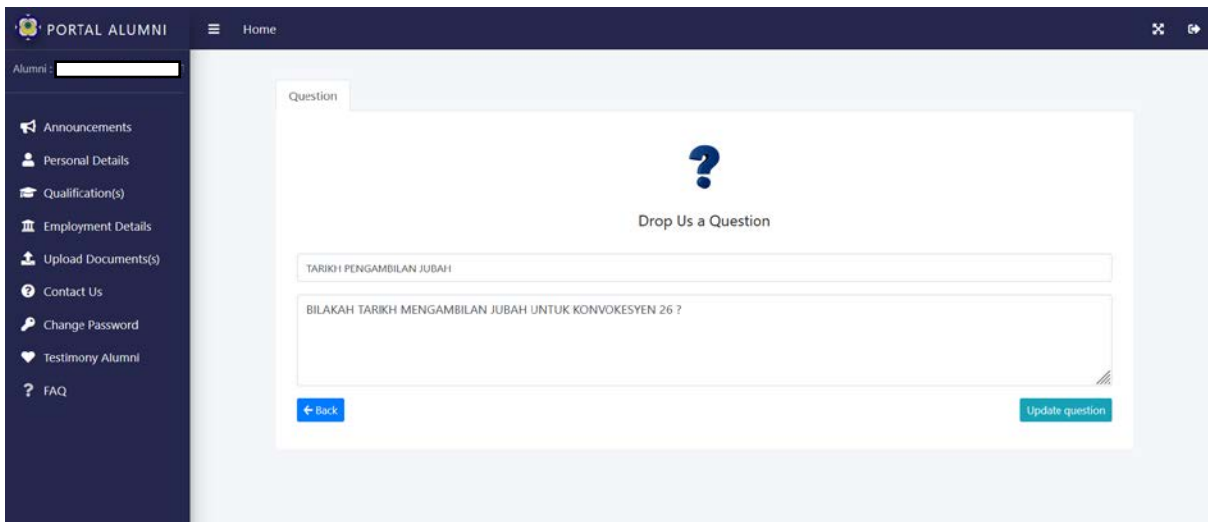 PORTAL ALUMNI
Home
Alumni :
Question
Announcements
Personal Details
Qualification(s)
Employment Details
Upload Documents(s)
Contact Us
Change Password
Testimony Alumni
? FAQ
Drop Us a Question
TARIKH PENGAMBILAN JUBAH
BILAKAH TARIKH MENGAMBILAN JUBAH UNTUK KONVOKESYEN 26 ?
Back
Update question